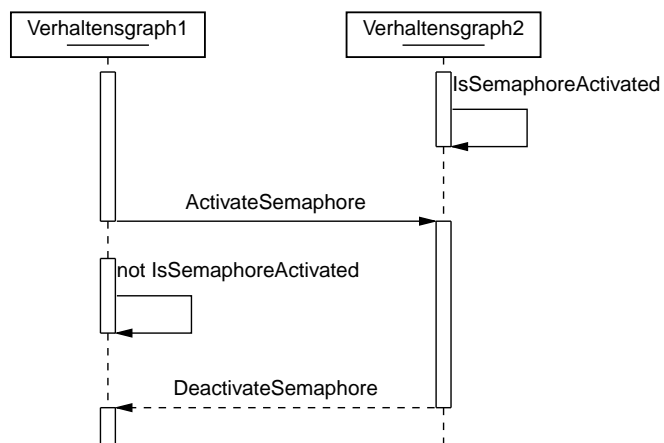 Verhaltensgraph1
Verhaltensgraph2
IsSemaphoreActivated
ActivateSemaphore
not IsSemaphoreActivated
DeactivateSemaphore